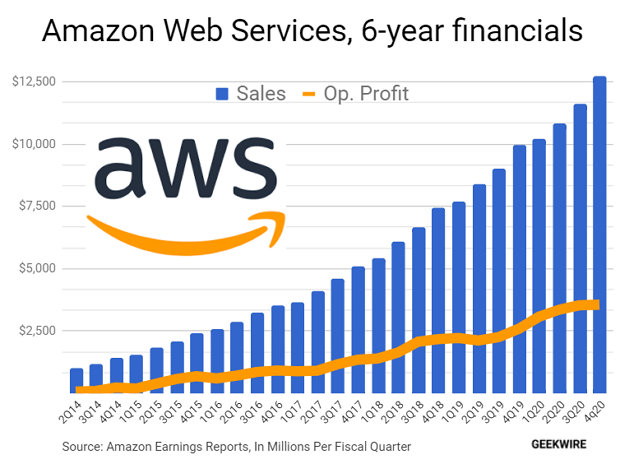 Amazon Web Services, 6-year financials
$12,500
Sales Op. Profit
$10,000
aws
$7,500
$5,000
$2,500
2Q14 3Q14 4Q14 1Q15 2Q15 3Q15 4Q15 1Q16 2Q16 3Q16 4Q16 1Q17 2Q17 3Q17 4Q17 1Q18 2Q18 3Q18 4Q18 1Q19 2Q19 3Q19 4Q19 1Q20 2Q20 3Q20 4Q20
Source: Amazon Earnings Reports, In Millions Per Fiscal Quarter
GEEKWIRE